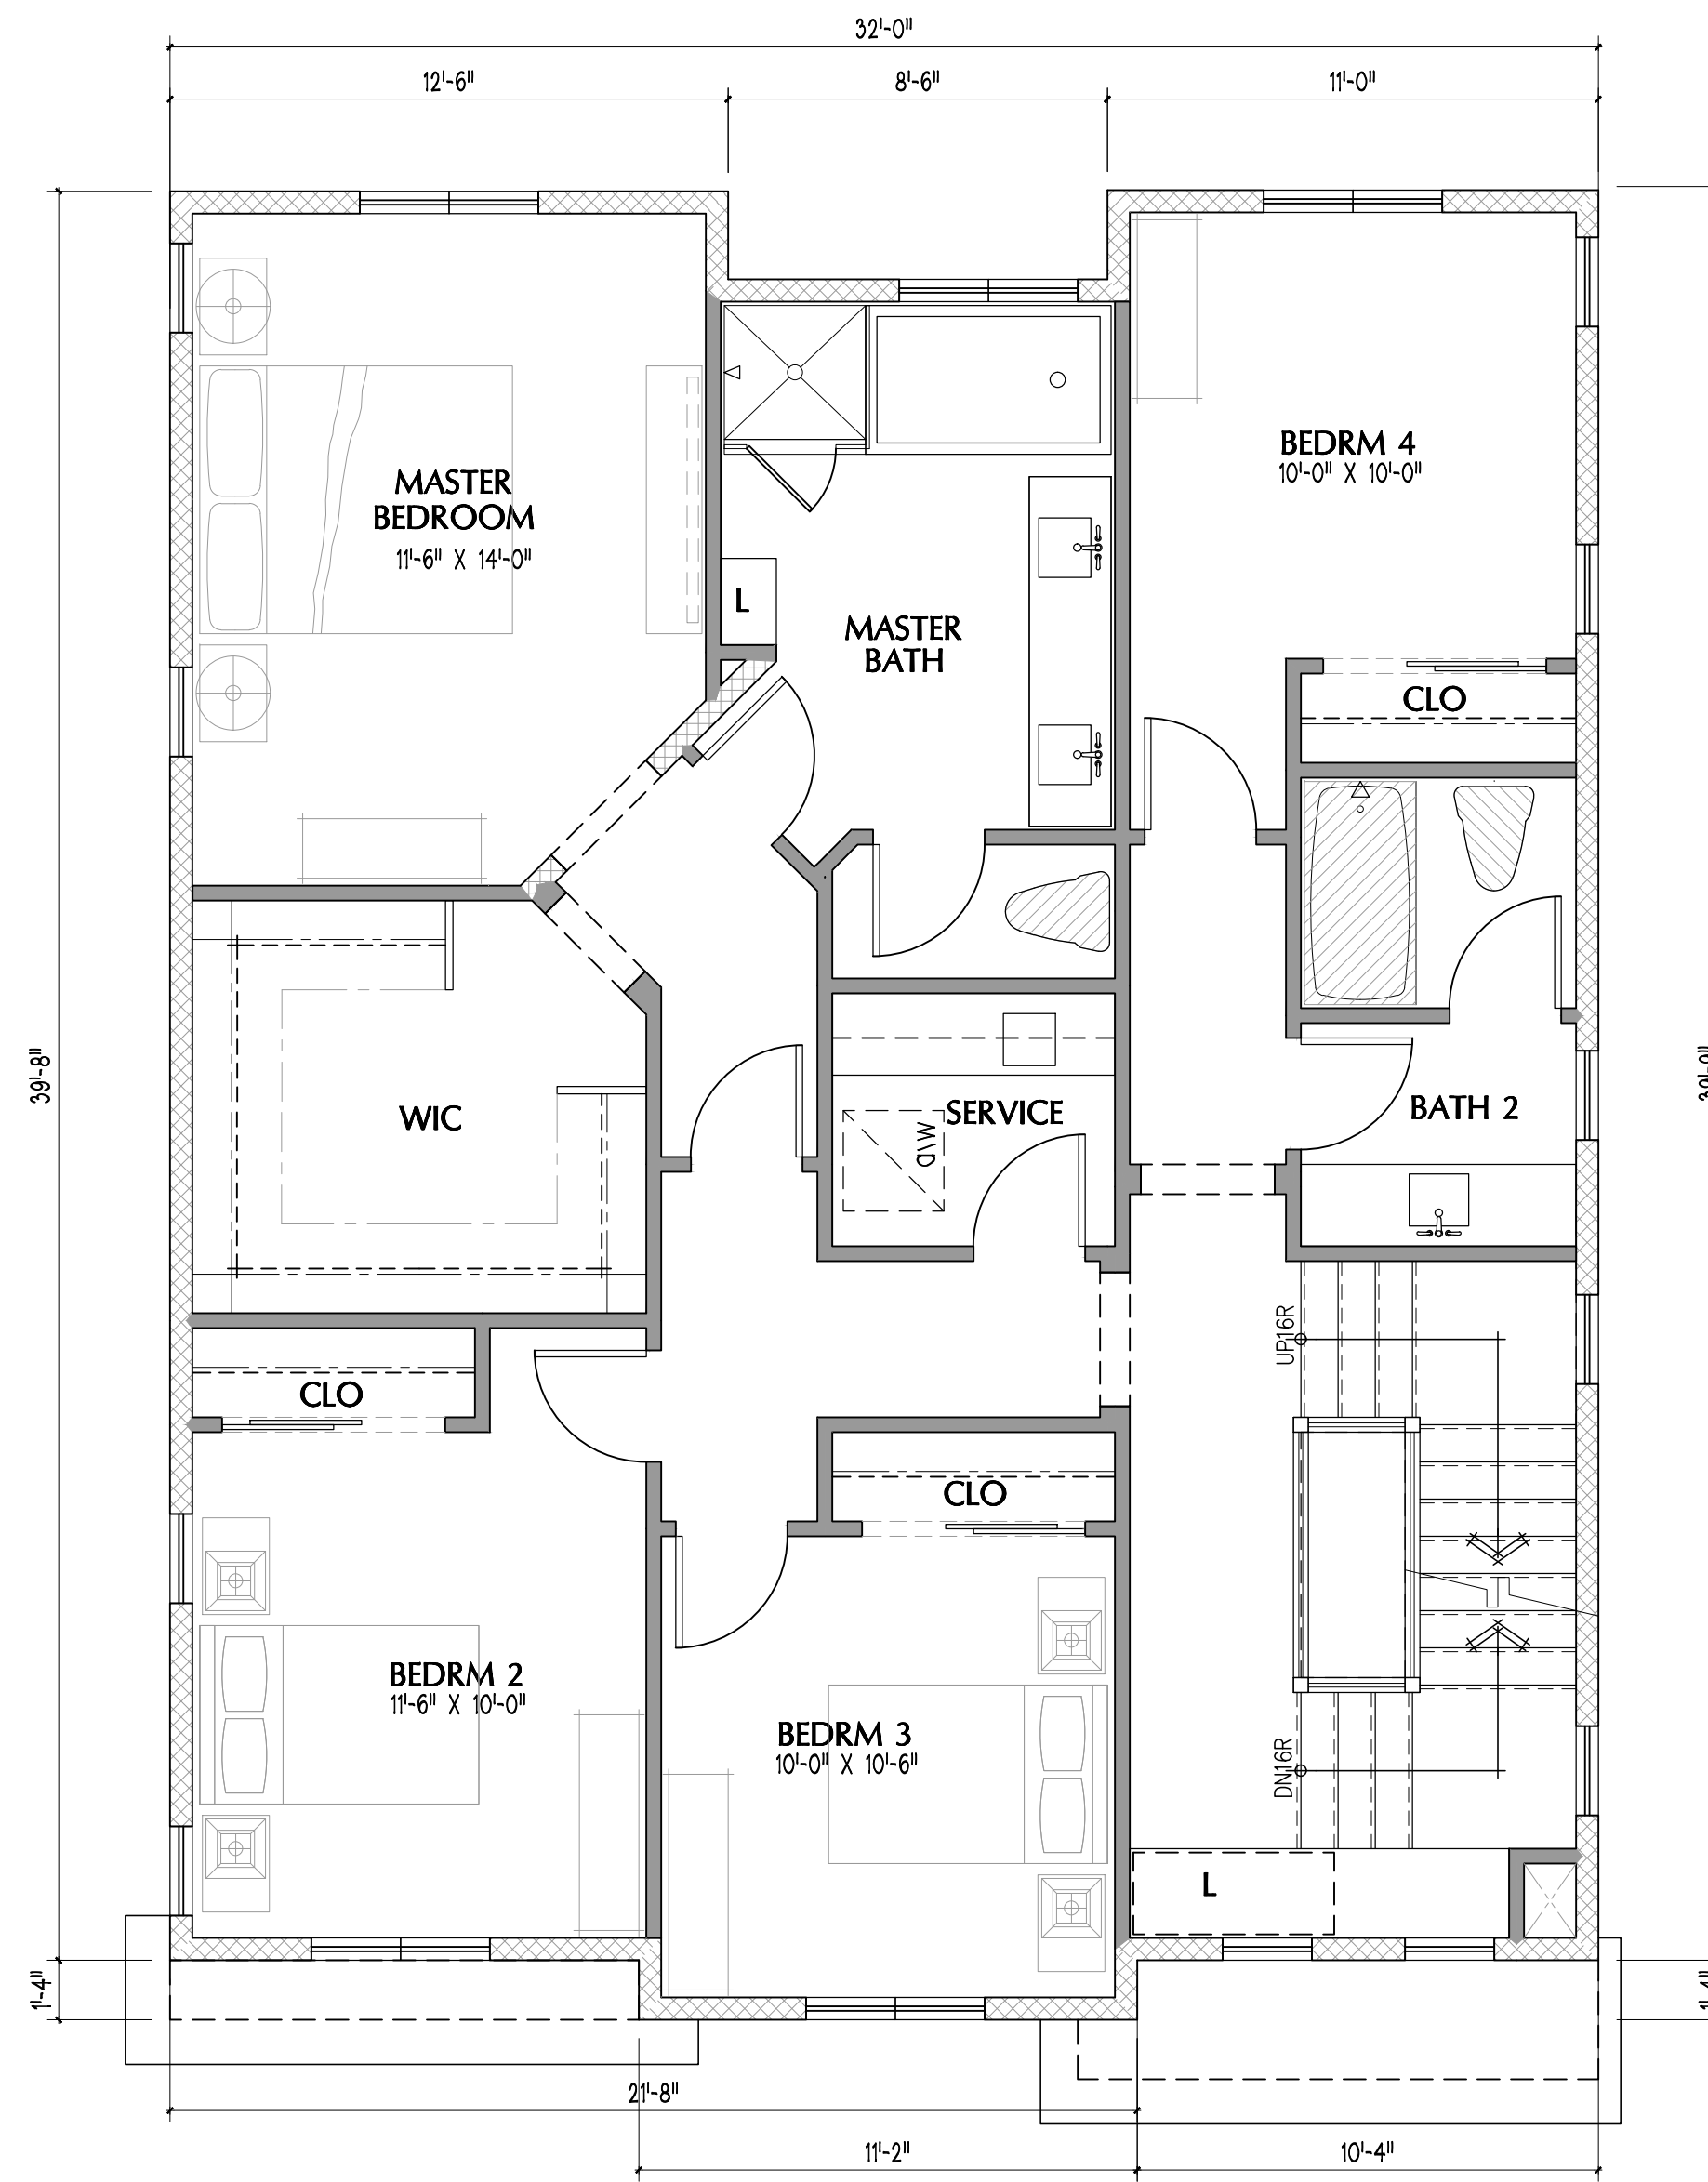 32'-0"
12'-6"
8'-6"
11'-0"
BEDRM 4
10'-0" X 10'-0"
MASTER
BEDROOM
11'-6" X 14'-0"
L
MASTER
BATH
CLO
39'-8"
WIC
SERVICE
W\D
BATH 2
UP16R
CLO
CLO
BEDRM 2
11'-6" X 10'-0"
BEDRM 3
10'-0" X 10'-6"
DN16R
L
1'-4"
1'-4"
21'-8"
11'-2"
10'-4"